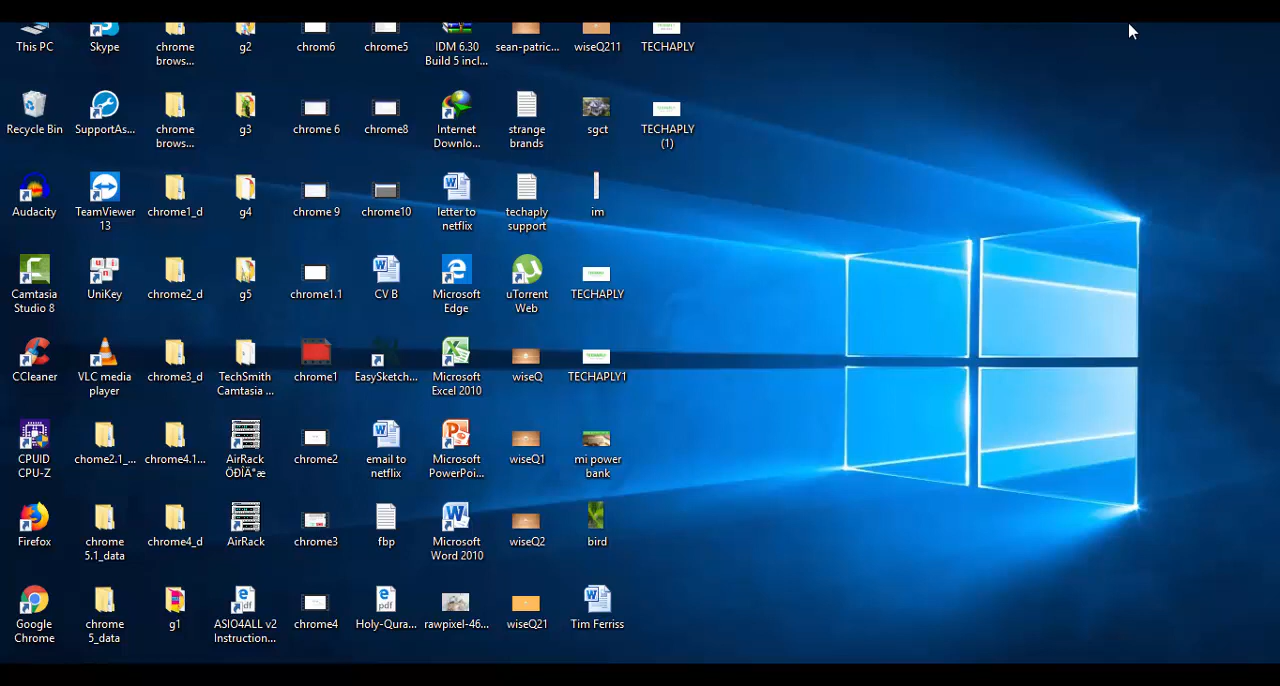 This PC
Skype
chrome
brows...
g2
chrom6
chrome5
IDM 6.30
Build 5 incl...
sean-patric...
wiseQ211
TECHAPLY
Recycle Bin
SupportAs...
chrome
brows...
g3
chrome 6
chrome8
Internet
Downlo...
strange
brands
sgct
TECHAPLY
(1)
Audacity
TeamViewer
13
chrome1_d
g4
chrome 9
chrome10
letter to
netflix
techaply
support
im
Camtasia
Studio 8
UniKey
chrome2_d
g5
chrome1.1
CV B
Microsoft
Edge
uTorrent
Web
TECHAPLY
CCleaner
VLC media
player
chrome3_d
TechSmith
Camtasia ...
chrome1
EasySketch...
Microsoft
Excel 2010
wiseQ
TECHAPLY1
CPUID
CPU-Z
chome2.1_...
chrome4.1...
AirRack
ÖÐÎÄ°æ
chrome2
email to
netflix
Microsoft
PowerPoi...
wiseQ1
mi power
bank
Firefox
chrome
5.1_data
chrome4_d
AirRack
chrome3
fbp
Microsoft
Word 2010
wiseQ2
bird
Google
Chrome
chrome
5_data
g1
ASIO4ALL v2
Instruction...
chrome4
Holy-Qura...
rawpixel-46...
wiseQ21
Tim Ferriss